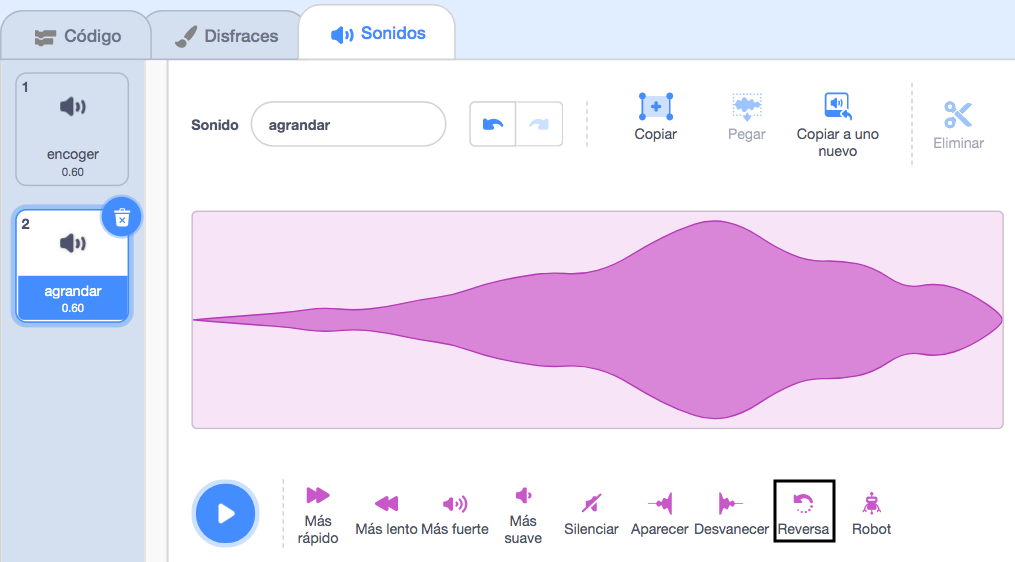 Código
Disfraces
Sonidos
1
encoger
0.60
2
agrandar
0.60
Sonido
agrandar
Copiar
Pegar
Copiar a uno
nuevo
Eliminar
Más
rápido
Más lento
Más fuerte
Más
suave
Silenciar
Aparecer
Desvanecer
Reversa
Robot